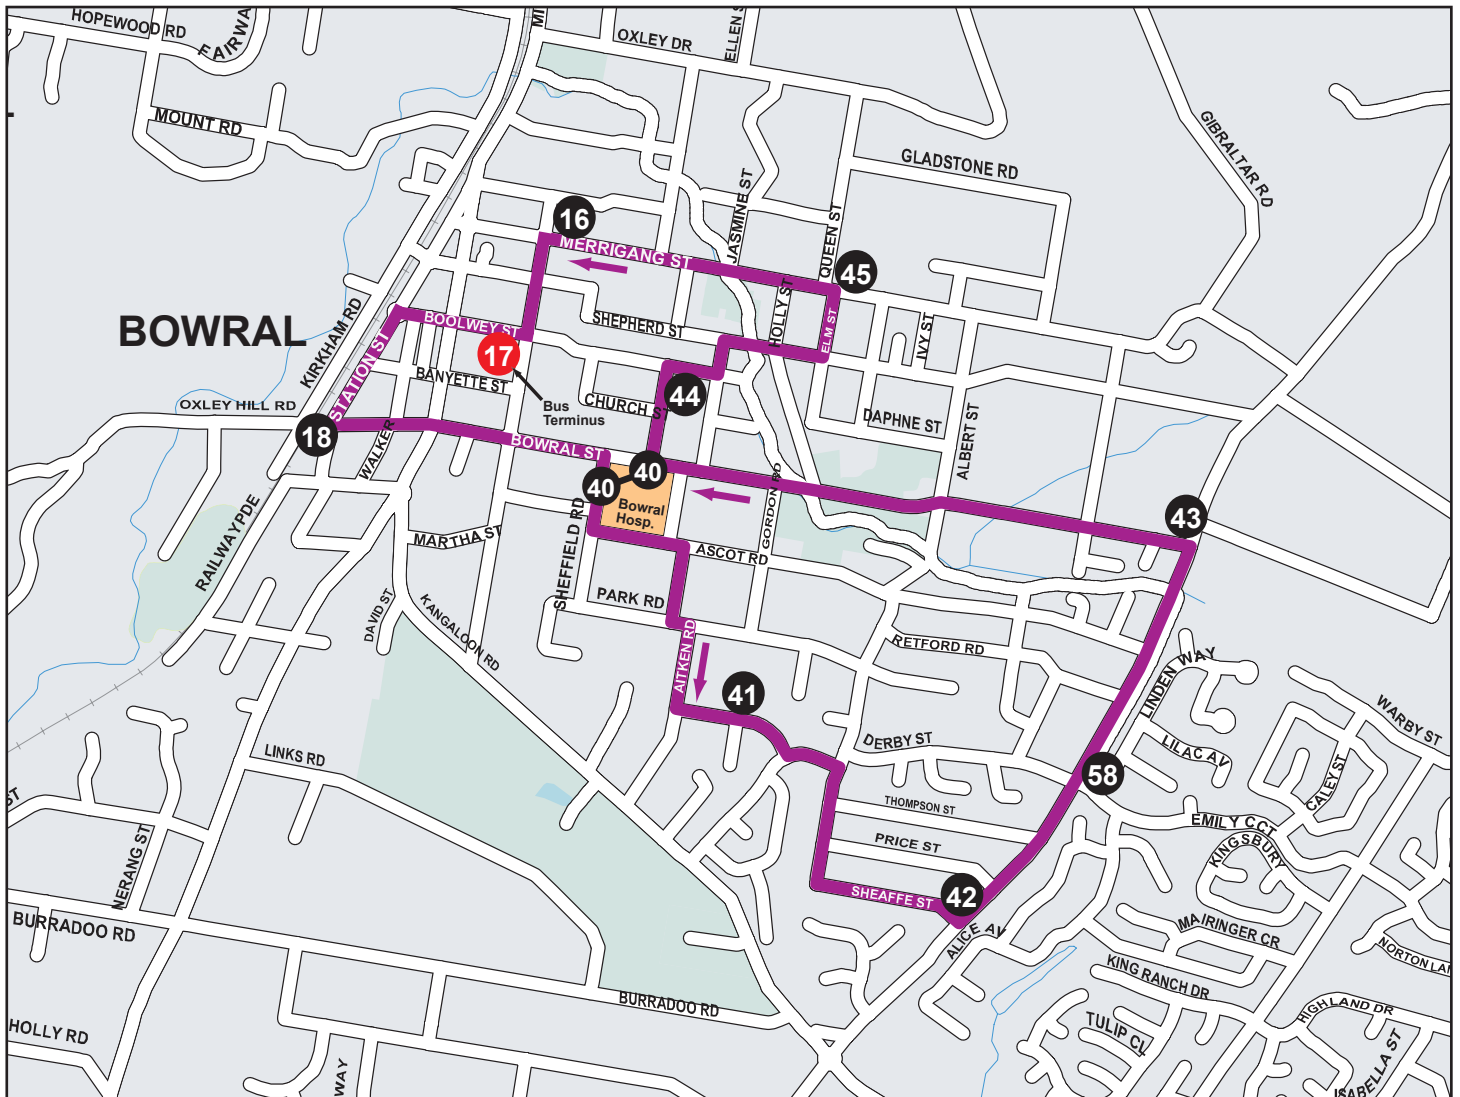 HOPEWOOD RD
FAIRWA
MI
OXLEY DR
ELLEN S
MOUNT RD
GIBRALTAR RD
GLADSTONE RD
JASMINE ST
QUEEN ST
16
MERRIGANG ST
45
BOWRAL
KIRKHAM RD
STATION ST
BOOLWEY ST
SHEPHERD ST
HOLLY ST
ELM ST
IVY ST
17
BANYETTE ST
Bus
Terminus
CHURCH ST
44
OXLEY HILL RD
18
WALKER
BOWRAL ST
DAPHNE ST
ALBERT ST
40
40
Bowral
Hosp.
GORDON RD
43
RAILWAY PDE
MARTHA ST
SHEFFIELD RD
ASCOT RD
DAVID ST
KANGALOON RD
PARK RD
AITKEN RD
RETFORD RD
LINDEN WAY
41
WARBY ST
DERBY ST
LILAC AV
58
CALEY ST
LINKS RD
ST
THOMPSON ST
EMILY CCT
PRICE ST
KINGSBURY
NERANG ST
SHEAFFE ST
42
BURRADOO RD
ALICE AV
MAIRINGER CR
NORTON LA
KING RANCH DR
BURRADOO RD
HIGHLAND DR
HOLLY RD
TULIP CL
WAY
ISABELLA ST